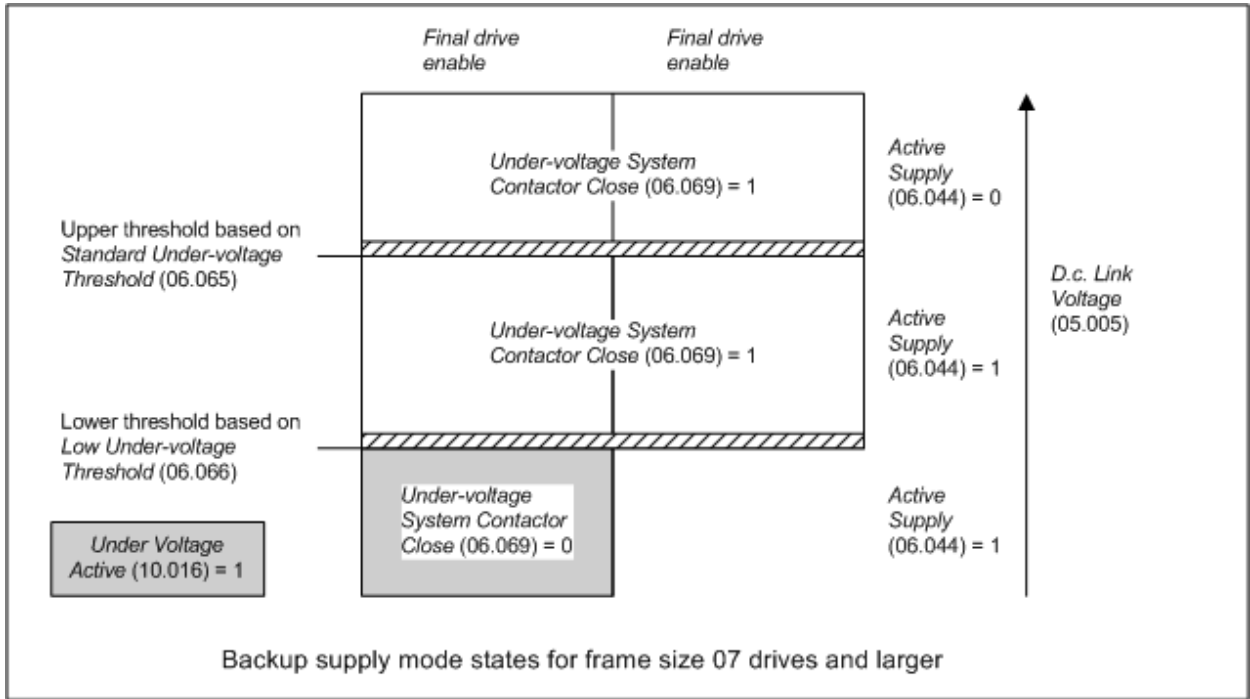 Final drive
enable
Final drive
enable
Under-voltage System
Contactor Close (06.069) = 1
Active
Supply
(06.044) = 0
Upper threshold based on
Standard Under-voltage
Threshold (06.065)
D.c. Link
Voltage
(05.005)
Under-voltage System
Contactor Close (06.069) = 1
Active
Supply
(06.044) = 1
Lower threshold based on
Low Under-voltage
Threshold (06.066)
Under-voltage
System Contactor
Close (06.069) = 0
Active
Supply
(06.044) = 1
Under Voltage
Active (10.016) = 1
Backup supply mode states for frame size 07 drives and larger